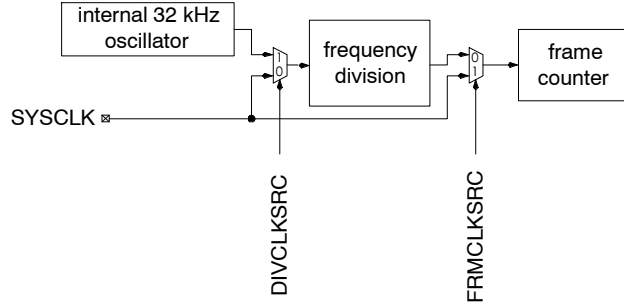 internal 32 kHz
oscillator
frequency
division
frame
counter
1
0
0
1
SYSCLK
DIVCLKSRC
FRMCLKSRC